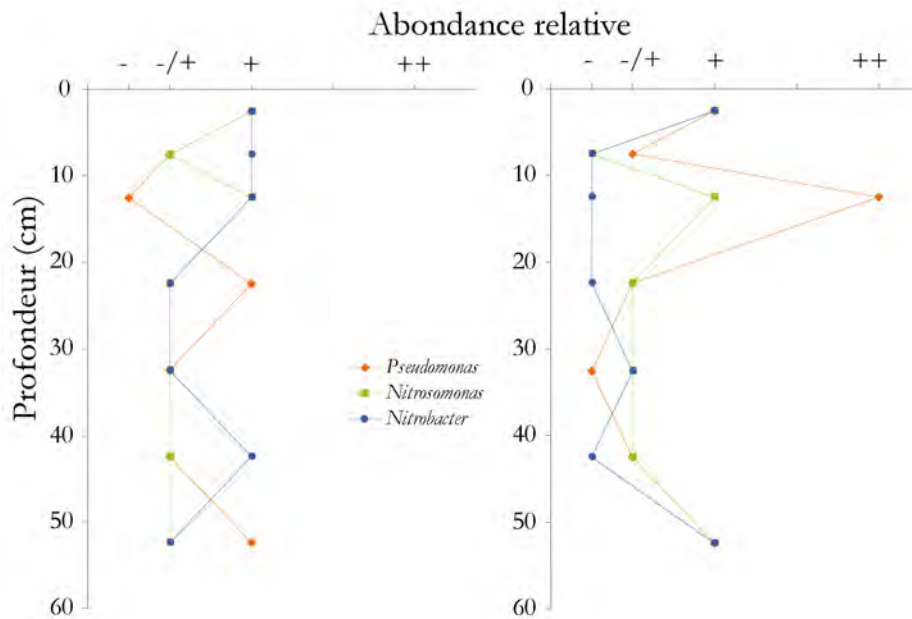 Abondance relative
- -/+ + ++
- -/+ + ++
Profondeur (cm)
0
10
20
30
40
50
60
Pseudomonas
Nitrosomonas
Nitrobacter
0
10
20
30
40
50
60